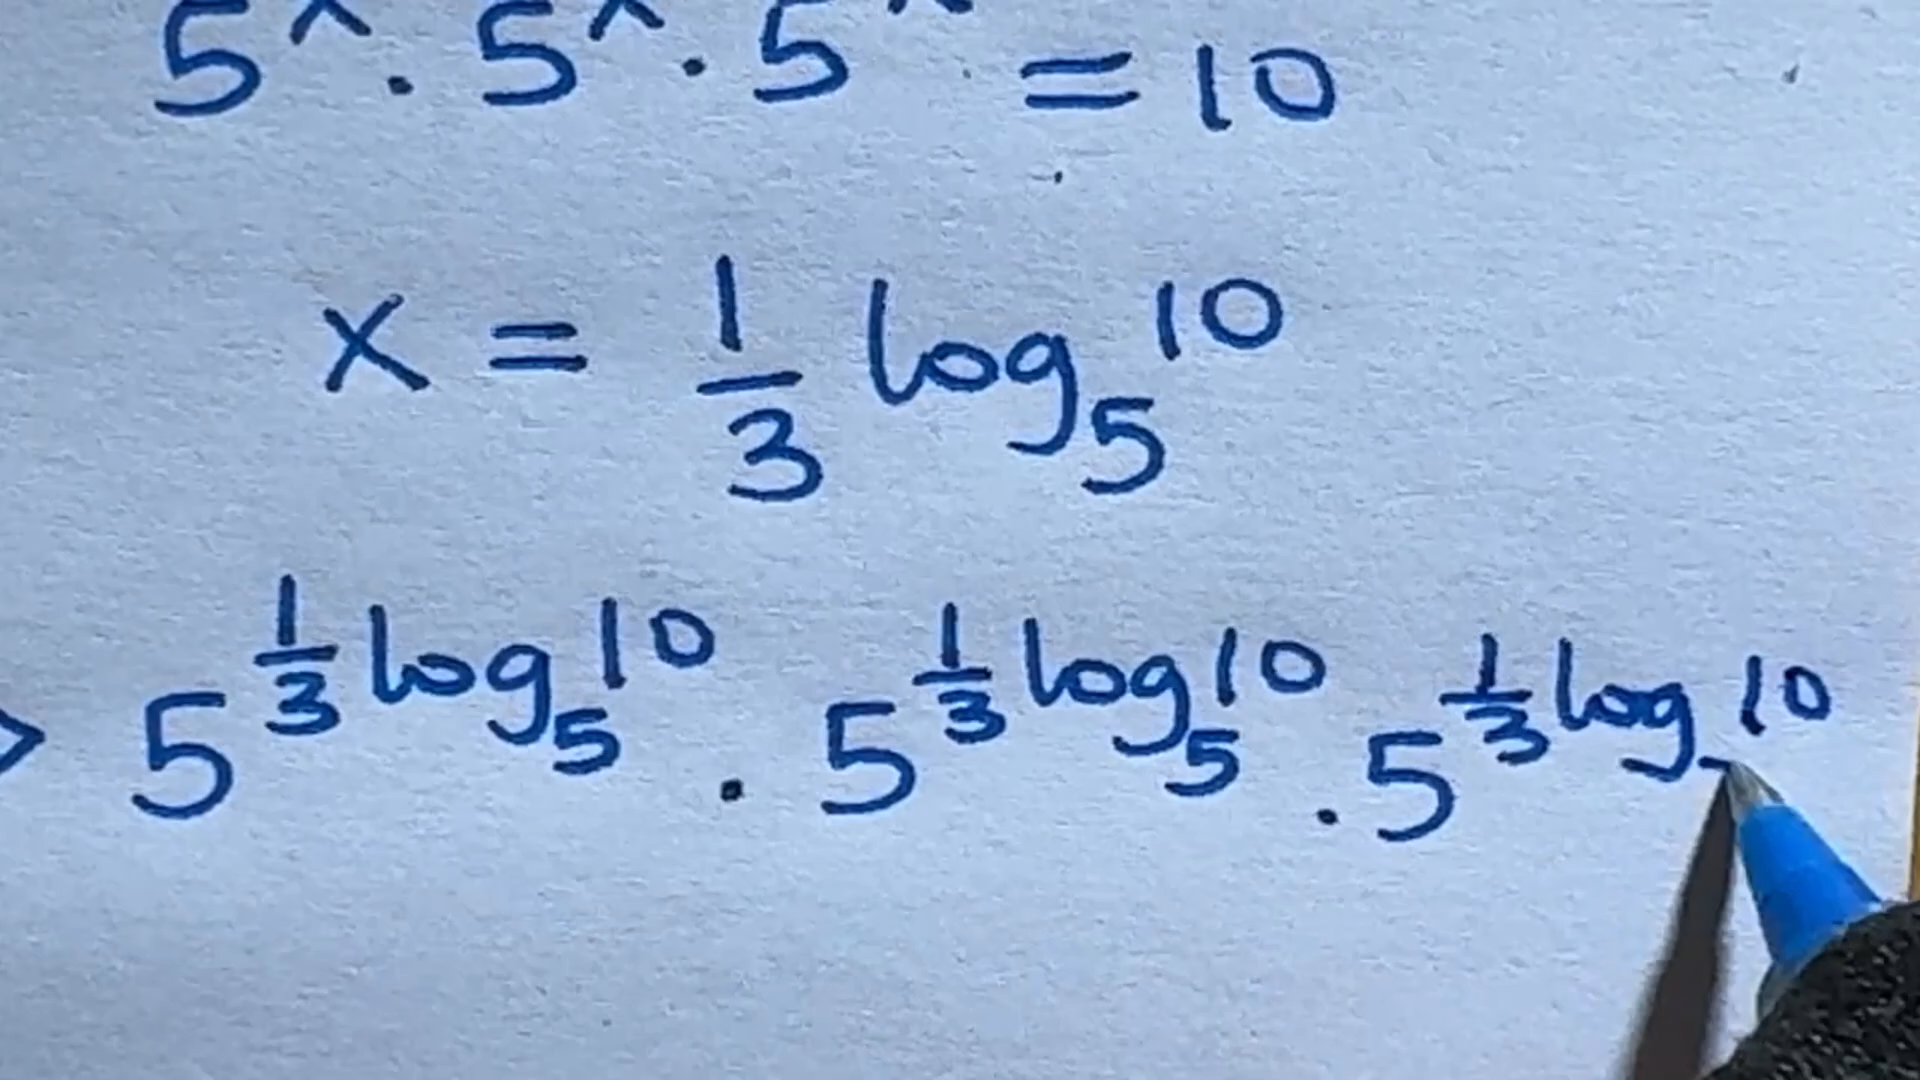 5^x · 5^x · 5^x = 10
x = 1/3 log_5 10
> 5^(1/3 log_5 10) · 5^(1/3 log_5 10) · 5^(1/3 log 10)